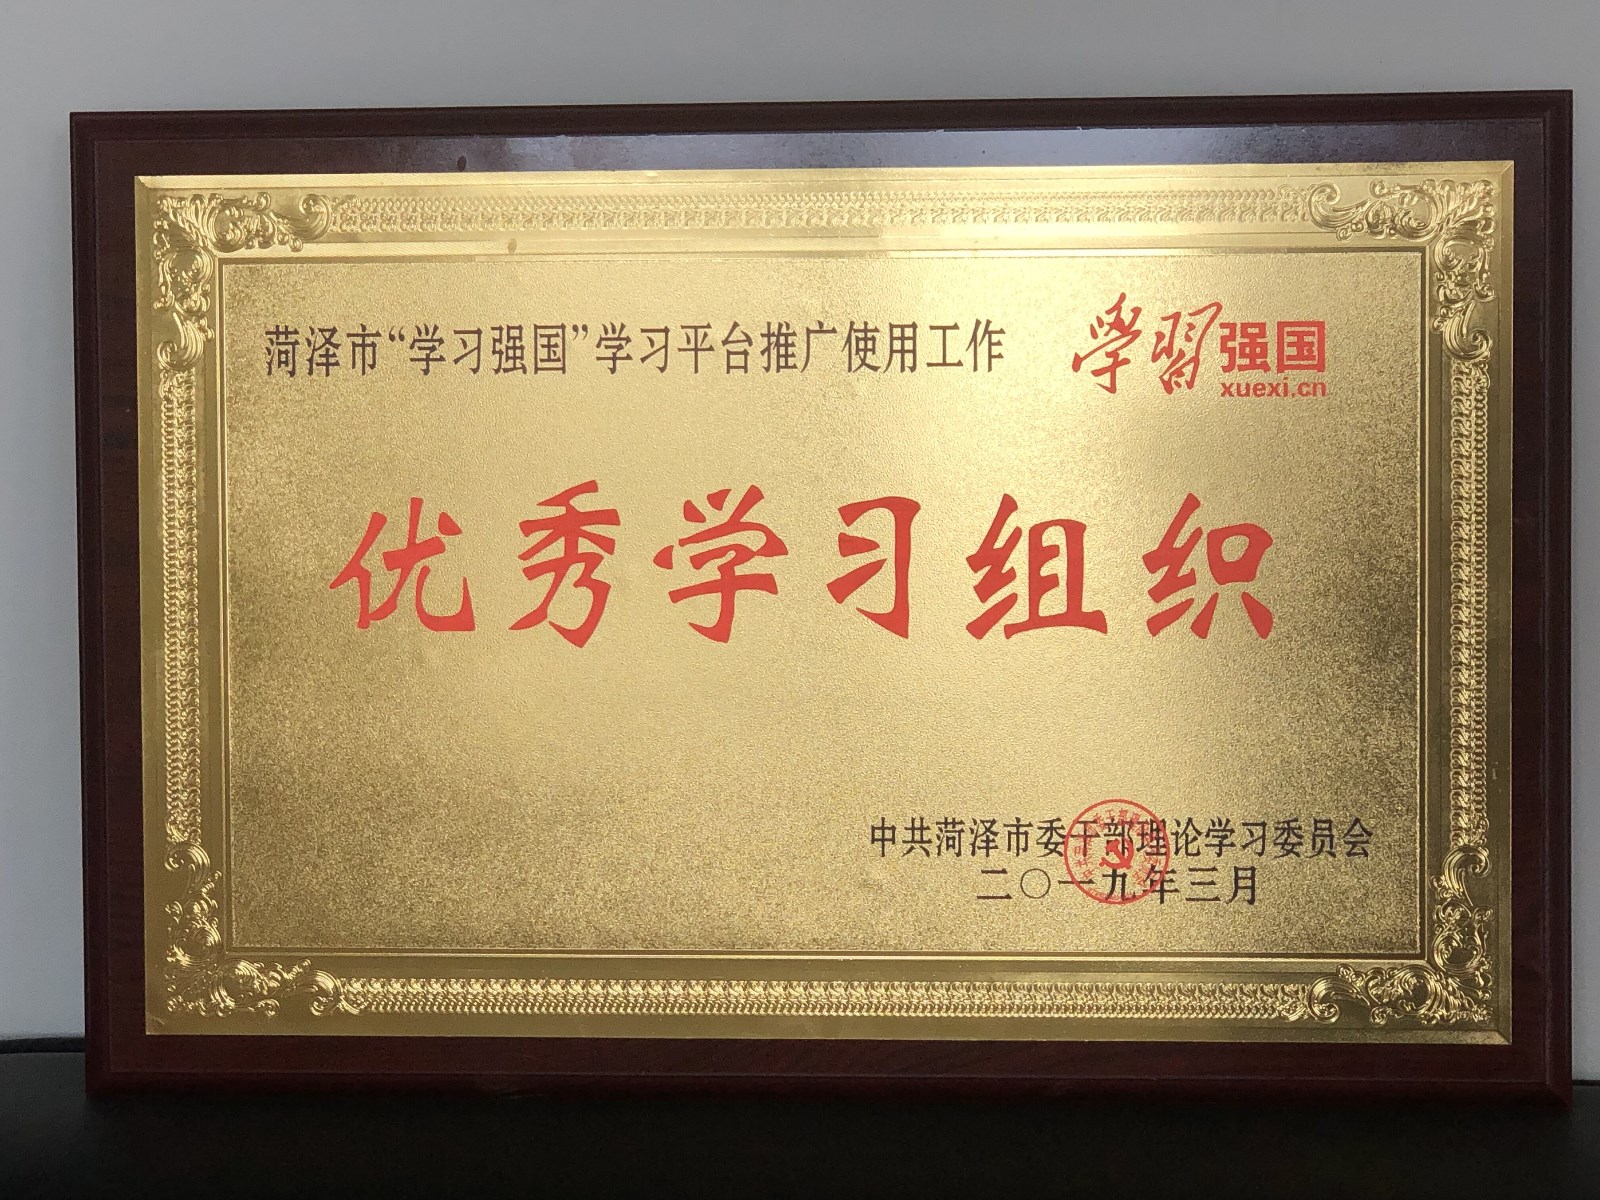 菏泽市“学习强国”学习平台推广使用工作
學習强国
xuexi.cn
优秀学习组织
中共菏泽市委干部理论学习委员会
二〇一九年三月